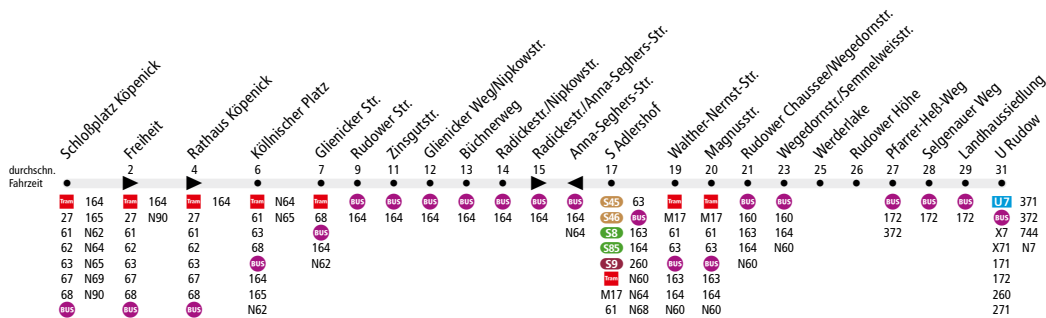 Schloßplatz Köpenick
Freiheit
Rathaus Köpenick
Köllnischer Platz
Glienicker Str.
Rudower Str.
Zinsgutstr.
Glienicker Weg/Nipkowstr.
Büchnerweg
Radickestr./Nipkowstr.
Radickestr./Anna-Seghers-Str.
Anna-Seghers-Str.
S Adlershof
Walther-Nernst-Str.
Magnusstr.
Rudower Chaussee/Wegedornstr.
Wegedornstr./Semmelweisstr.
Werderlake
Rudower Höhe
Pfarrer-Heß-Weg
Selgenauer Weg
Landhaussiedlung
U Rudow
durchschn. 2 4 6 7 9 11 12 13 14 15 17 19 20 21 23 25 26 27 28 29 31
Fahrzeit
Tram 164 Tram 164 Tram 164 Tram N64 Tram BUS BUS BUS BUS BUS BUS BUS S45 63 Tram Tram BUS BUS BUS BUS BUS U7 371
27 165 27 N90 27 61 N65 68 164 164 164 164 164 164 164 S46 BUS M17 M17 160 160 172 172 172 BUS 372
61 N62 61 61 63 BUS N64 S8 163 61 61 163 164 372 X7 744
62 N64 62 62 68 164 S85 164 63 63 164 N60 X71 N7
63 N65 63 63 BUS N62 S9 260 BUS BUS N60 171
67 N69 67 67 164 Tram N60 163 163 172
68 N90 68 68 165 M17 N64 164 164 260
BUS BUS BUS N62 61 N68 N60 N60 271